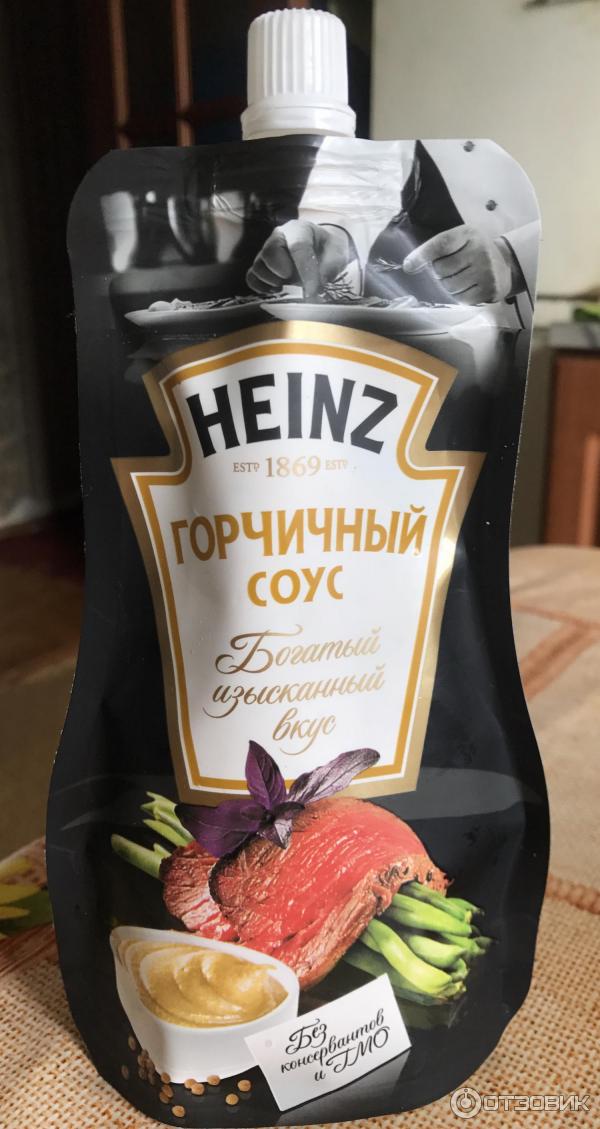 HEINZ
ESTD 1869 ESTD
ГОРЧИЧНЫЙ
СОУС
Богатый
изысканный
вкус
Без
консервантов
и ГМО
ОТЗОВИК